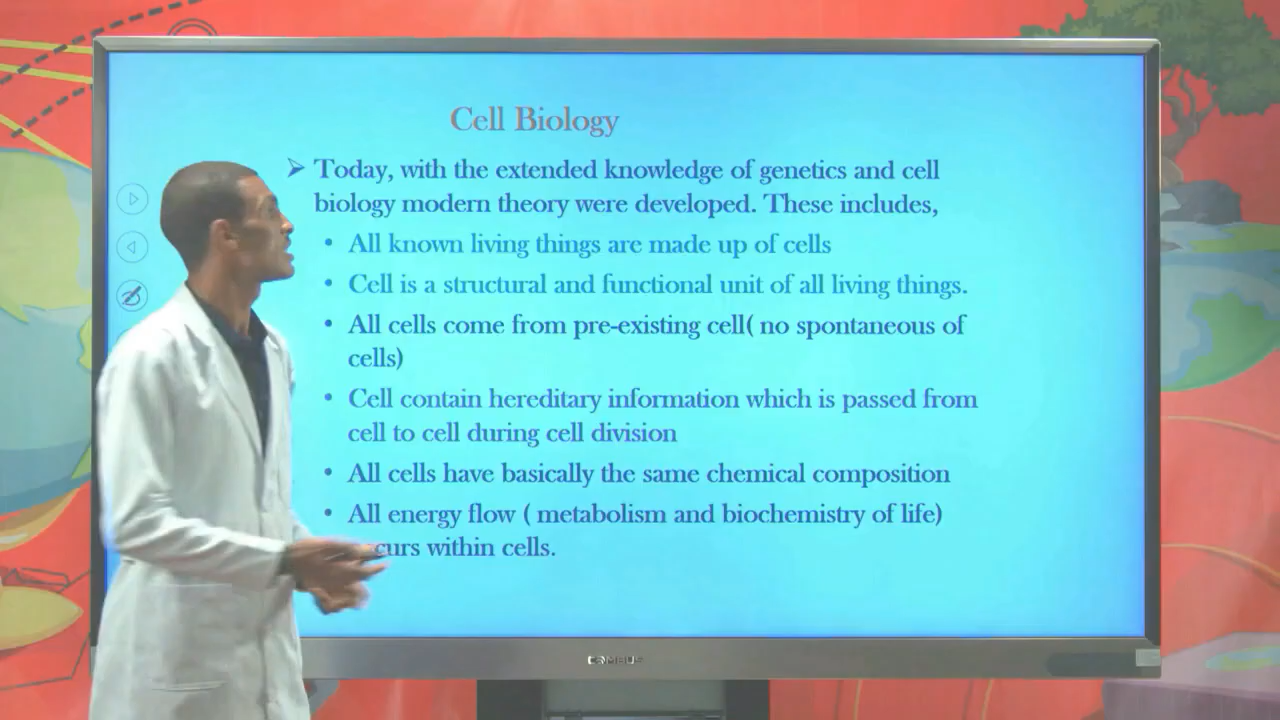 Cell Biology
Today, with the extended knowledge of genetics and cell
biology modern theory were developed. These includes,
All known living things are made up of cells
Cell is a structural and functional unit of all living things.
All cells come from pre-existing cell( no spontaneous of
cells)
Cell contain hereditary information which is passed from
cell to cell during cell division
All cells have basically the same chemical composition
All energy flow ( metabolism and biochemistry of life)
within cells.